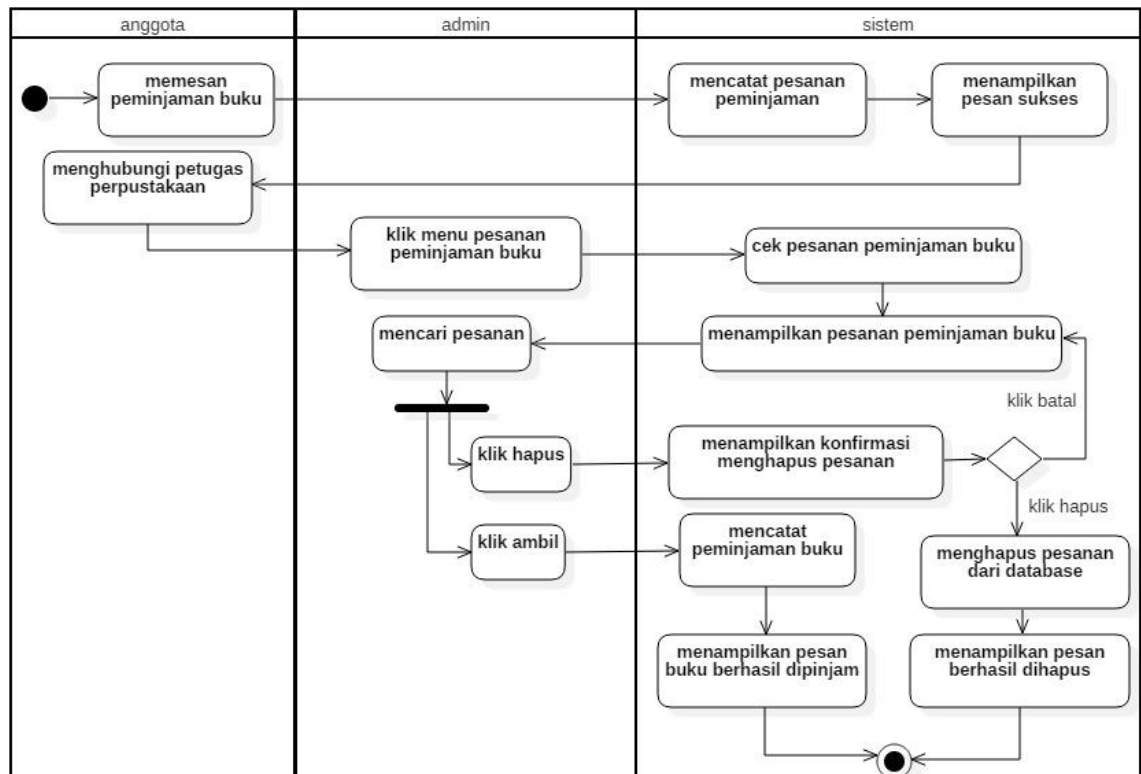 anggota
admin
sistem
memesan
peminjaman buku
mencatat pesanan
peminjaman
menampilkan
pesan sukses
menghubungi petugas
perpustakaan
klik menu pesanan
peminjaman buku
cek pesanan peminjaman buku
mencari pesanan
menampilkan pesanan peminjaman buku
klik batal
klik hapus
menampilkan konfirmasi
menghapus pesanan
klik hapus
klik ambil
mencatat
peminjaman buku
menghapus pesanan
dari database
menampilkan pesan
buku berhasil dipinjam
menampilkan pesan
berhasil dihapus